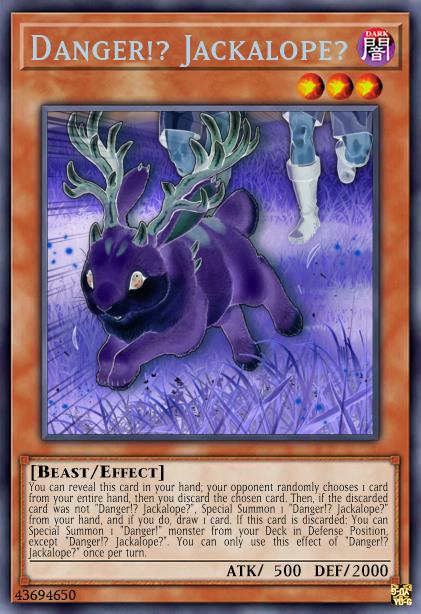 Danger!? Jackalope?
DARK
闇
[Beast/Effect]
You can reveal this card in your hand; your opponent randomly chooses 1 card
from your entire hand, then you discard the chosen card. Then, if the discarded
card was not "Danger!? Jackalope?", Special Summon 1 "Danger!? Jackalope?"
from your hand, and if you do, draw 1 card. If this card is discarded: You can
Special Summon 1 "Danger!" monster from your Deck in Defense Position,
except "Danger!? Jackalope?". You can only use this effect of "Danger!?
Jackalope?" once per turn.
ATK/ 500 DEF/2000
43694650